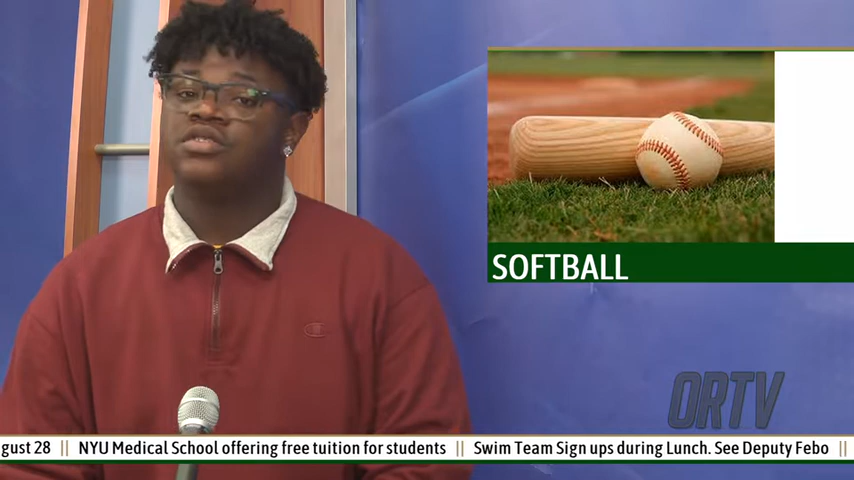 SOFTBALL
ORTV
gust 28 || NYU Medical School offering free tuition for students || Swim Team Sign ups during Lunch. See Deputy Febo ||